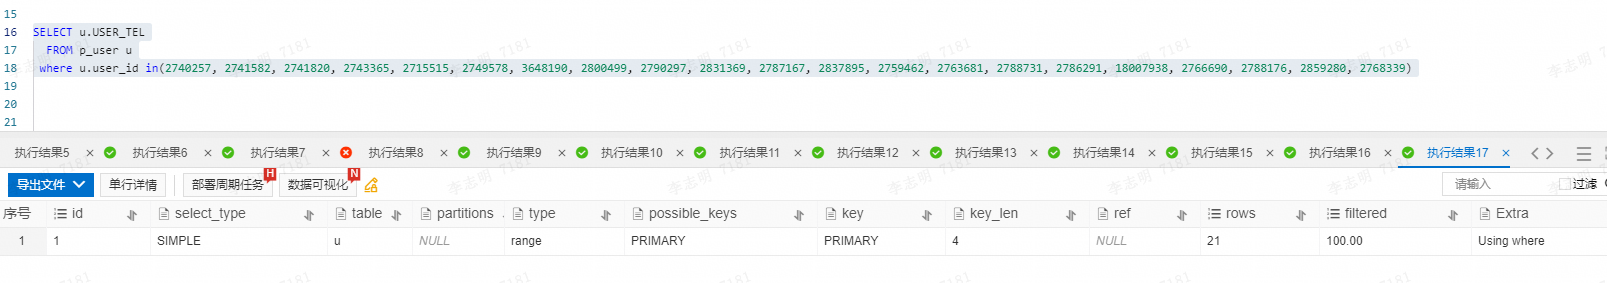 15
16 SELECT u.USER_TEL
17 FROM p_user u
18 where u.user_id in(2740257, 2741582, 2741820, 2743365, 2715515, 2749578, 3648190, 2800499, 2790297, 2831369, 2787167, 2837895, 2759462, 2763681, 2788731, 2786291, 18007938, 2766690, 2788176, 2859280, 2768339)
19
20
21
执行结果5 × 执行结果6 × 执行结果7 × 执行结果8 × 执行结果9 × 执行结果10 × 执行结果11 × 执行结果12 × 执行结果13 × 执行结果14 × 执行结果15 × 执行结果16 × 执行结果17 ×
导出文件 单行详情 部署周期任务 H 数据可视化 N 请输入 过滤
序号 id select_type table partitions type possible_keys key key_len ref rows filtered Extra
1 1 SIMPLE u NULL range PRIMARY PRIMARY 4 NULL 21 100.00 Using where
李志明 7181